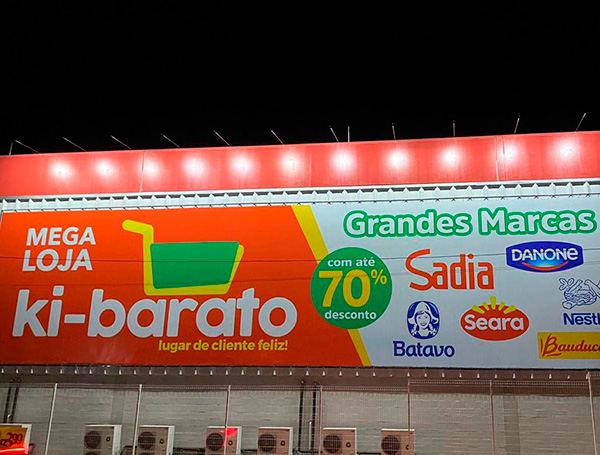 MEGA
LOJA
ki-barato
lugar de cliente feliz!
com até
70%
desconto
Grandes Marcas
Sadia
DANONE
Batavo
Seara
Nestl
Bauduc